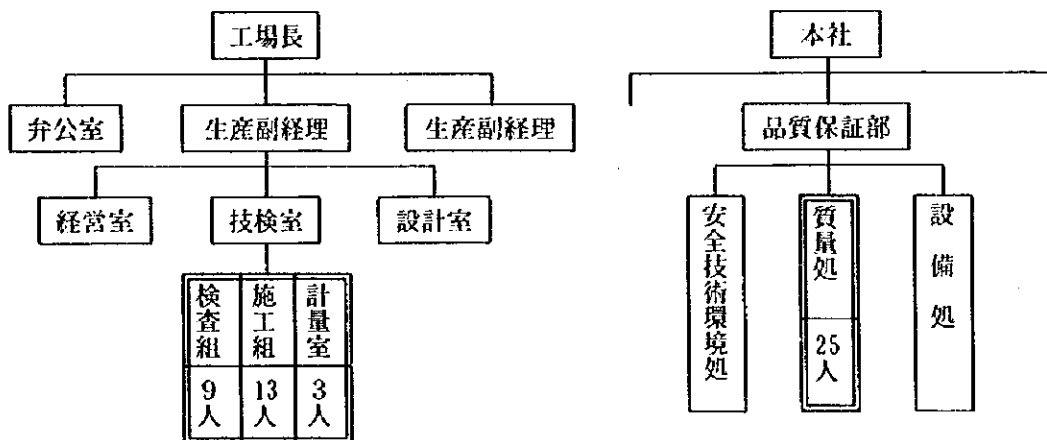 工場長
弁公室
生産副経理
生産副経理
経営室
技検室
設計室
検査組
9人
施工組
13人
計量室
3人
本社
品質保証部
安全技術環境処
質量処
25人
設備処